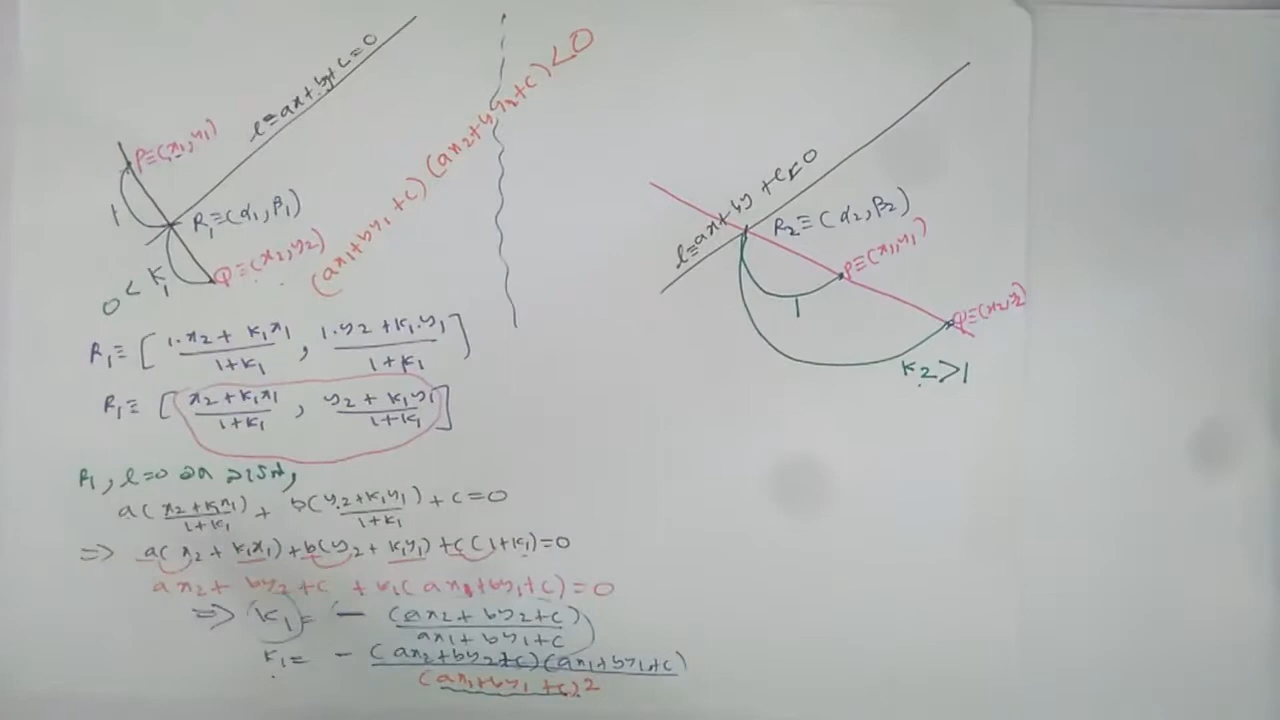 l≡ax+by+c=0
P≡(x₁,y₁)
1
R₁≡(α₁,β₁)
Q≡(x₂,y₂)
0<k₁
(ax₁+by₁+c)(ax₂+by₂+c)<0
R₁≡[(1.x₂+k₁x₁)/(1+k₁), (1.y₂+k₁.y₁)/(1+k₁)]
R₁≡[(x₂+k₁x₁)/(1+k₁), (y₂+k₁y₁)/(1+k₁)]
R₁, l=0
a((x₂+k₁x₁)/(1+k₁))+b((y₂+k₁y₁)/(1+k₁))+c=0
=> a(x₂+k₁x₁)+b(y₂+k₁y₁)+c(1+k₁)=0
ax₂+by₂+c+k₁(ax₁+by₁+c)=0
=> k₁=-(ax₂+by₂+c)/(ax₁+by₁+c)
k₁=-(ax₂+by₂+c)(ax₁+by₁+c)/(ax₁+by₁+c)²
l≡ax+by+c=0
R₂≡(α₂,β₂)
P≡(x₁,y₁)
1
Q≡(x₂,y₂)
k₂>1